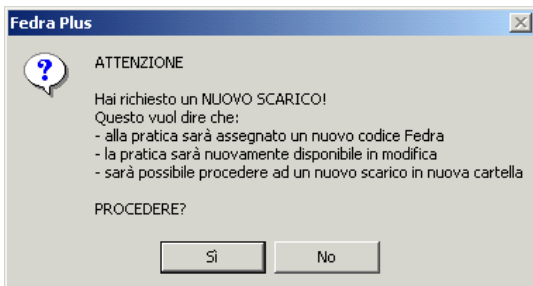 Fedra Plus
ATTENZIONE
Hai richiesto un NUOVO SCARICO!
Questo vuol dire che:
- alla pratica sarà assegnato un nuovo codice Fedra
- la pratica sarà nuovamente disponibile in modifica
- sarà possibile procedere ad un nuovo scarico in nuova cartella
PROCEDERE?
Sì No